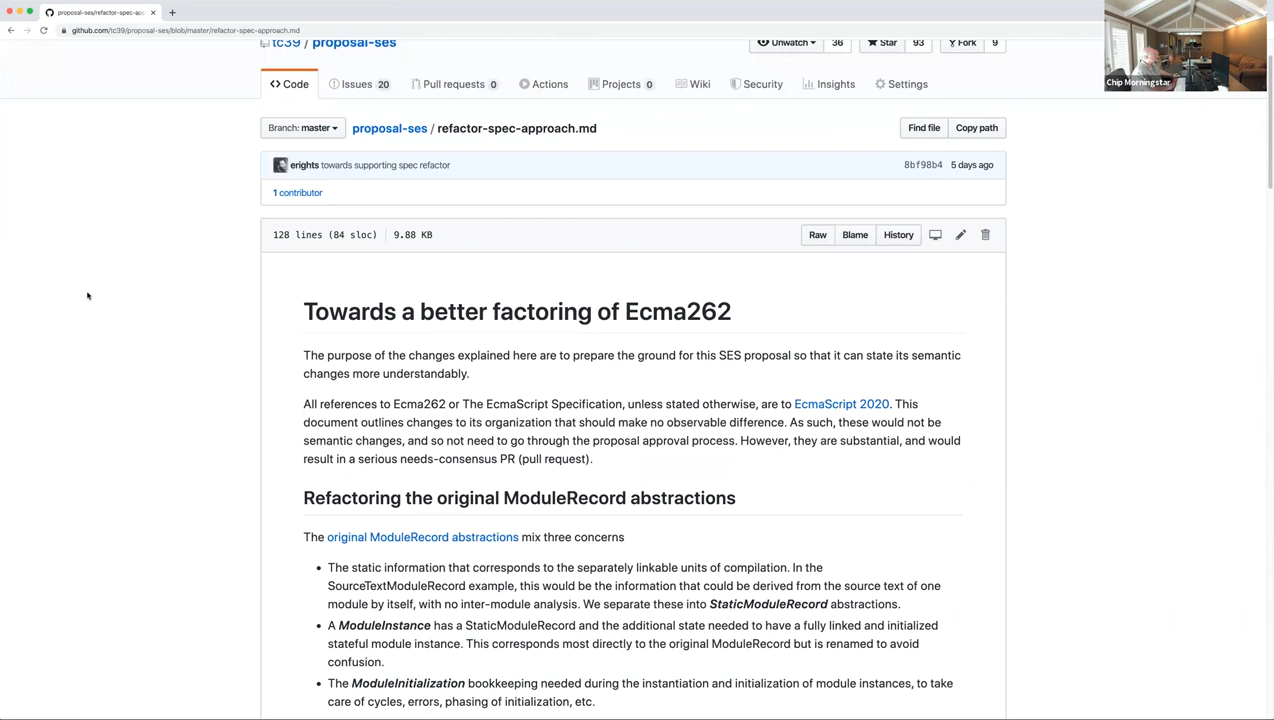 proposal-ses/refactor-spec-ap
github.com/tc39/proposal-ses/blob/master/refactor-spec-approach.md
tc39 / proposal-ses
Unwatch 36 Star 93 Fork 9
Code Issues 20 Pull requests 0 Actions Projects 0 Wiki Security Insights Settings
Chip Morningstar
Branch: master proposal-ses / refactor-spec-approach.md Find file Copy path
erights towards supporting spec refactor 8bf98b4 5 days ago
1 contributor
128 lines (84 sloc) 9.88 KB Raw Blame History
Towards a better factoring of Ecma262
The purpose of the changes explained here are to prepare the ground for this SES proposal so that it can state its semantic
changes more understandably.
All references to Ecma262 or The EcmaScript Specification, unless stated otherwise, are to EcmaScript 2020. This
document outlines changes to its organization that should make no observable difference. As such, these would not be
semantic changes, and so not need to go through the proposal approval process. However, they are substantial, and would
result in a serious needs-consensus PR (pull request).
Refactoring the original ModuleRecord abstractions
The original ModuleRecord abstractions mix three concerns
• The static information that corresponds to the separately linkable units of compilation. In the
SourceTextModuleRecord example, this would be the information that could be derived from the source text of one
module by itself, with no inter-module analysis. We separate these into StaticModuleRecord abstractions.
• A ModuleInstance has a StaticModuleRecord and the additional state needed to have a fully linked and initialized
stateful module instance. This corresponds most directly to the original ModuleRecord but is renamed to avoid
confusion.
• The ModuleInitialization bookkeeping needed during the instantiation and initialization of module instances, to take
care of cycles, errors, phasing of initialization, etc.